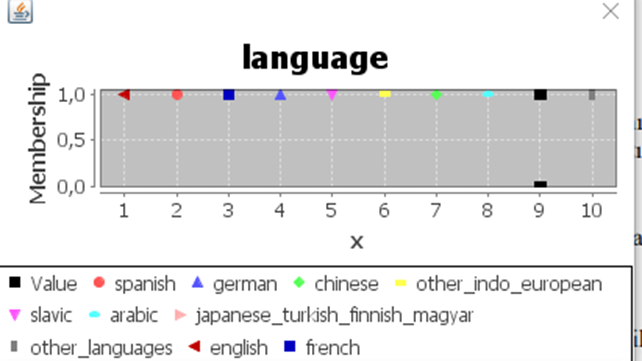 language
Membership
1,0
0,5
0,0
1 2 3 4 5 6 7 8 9 10
x
Value spanish german chinese other_indo_european
slavic arabic japanese_turkish_finnish_magyar
other_languages english french